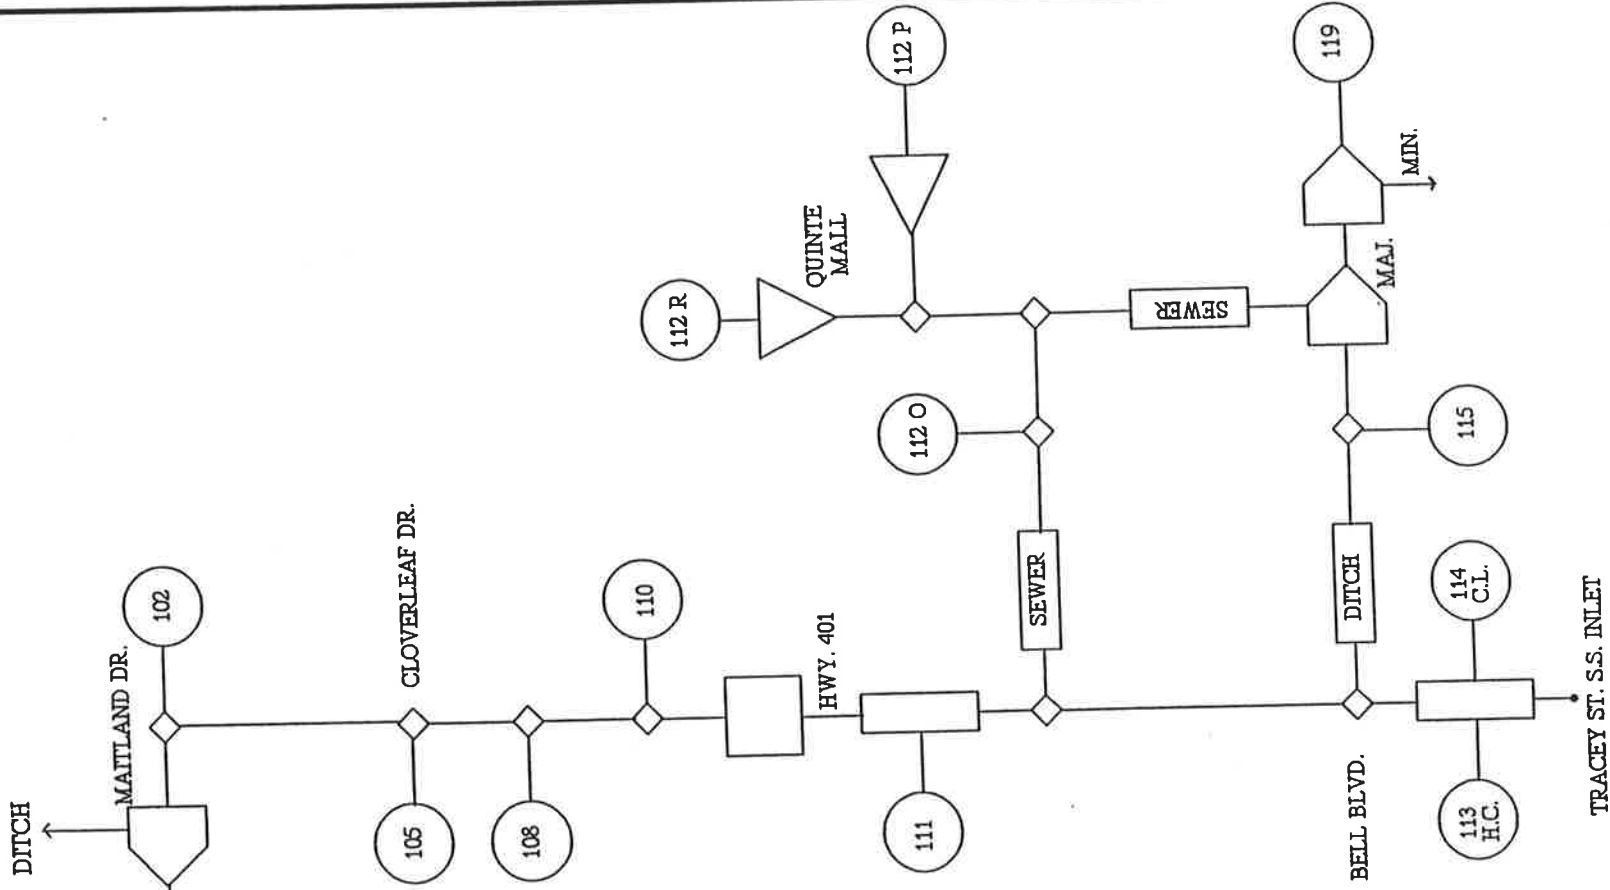 DITCH
MAITLAND DR.
102
CLOVERLEAF DR.
105
108
110
HWY. 401
111
SEWER
112 O
112 R
QUINTE
MALL
112 P
SEWER
119
MIN.
MAJ.
115
DITCH
BELL BLVD.
114
C.L.
113
H.C.
TRACEY ST. S.S. INLET